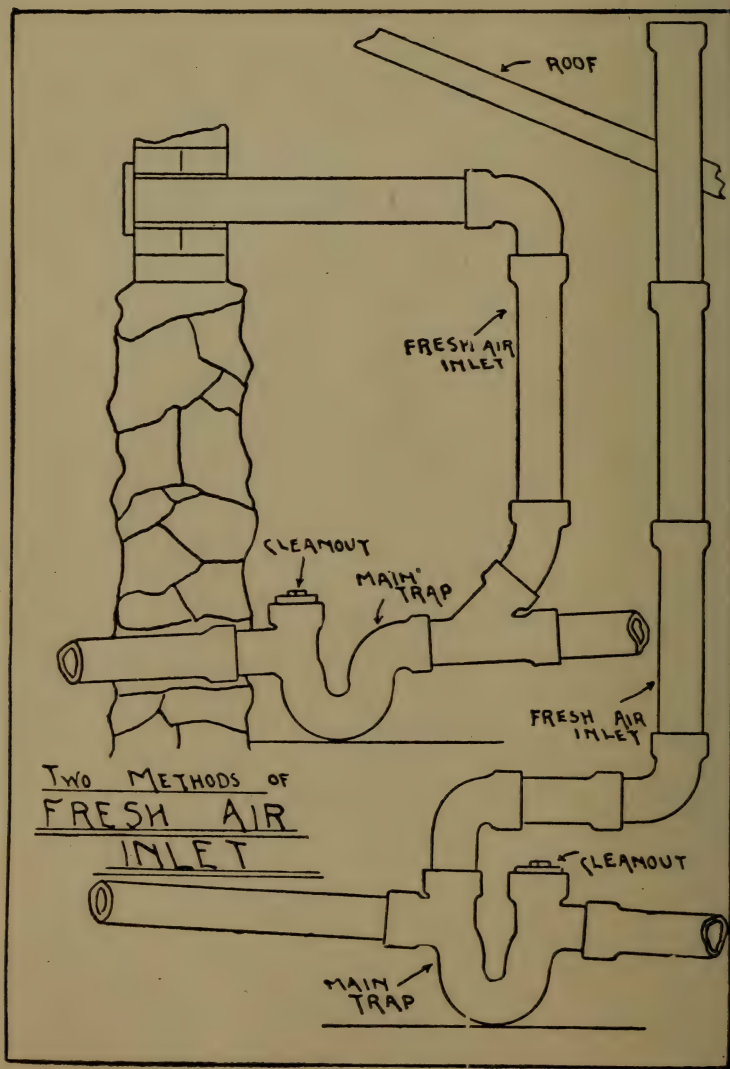 ROOF
FRESH AIR
INLET
CLEANOUT
MAIN
TRAP
FRESH AIR
INLET
TWO METHODS OF
FRESH AIR
INLET
CLEANOUT
MAIN
TRAP